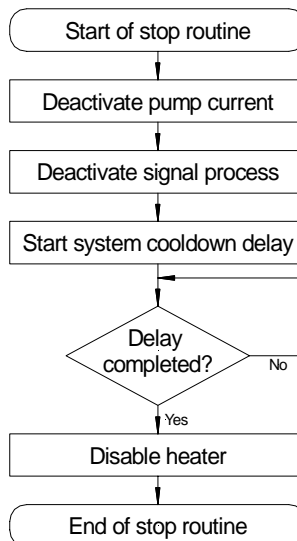 Start of stop routine
Deactivate pump current
Deactivate signal process
Start system cooldown delay
Delay
completed?
No
Yes
Disable heater
End of stop routine